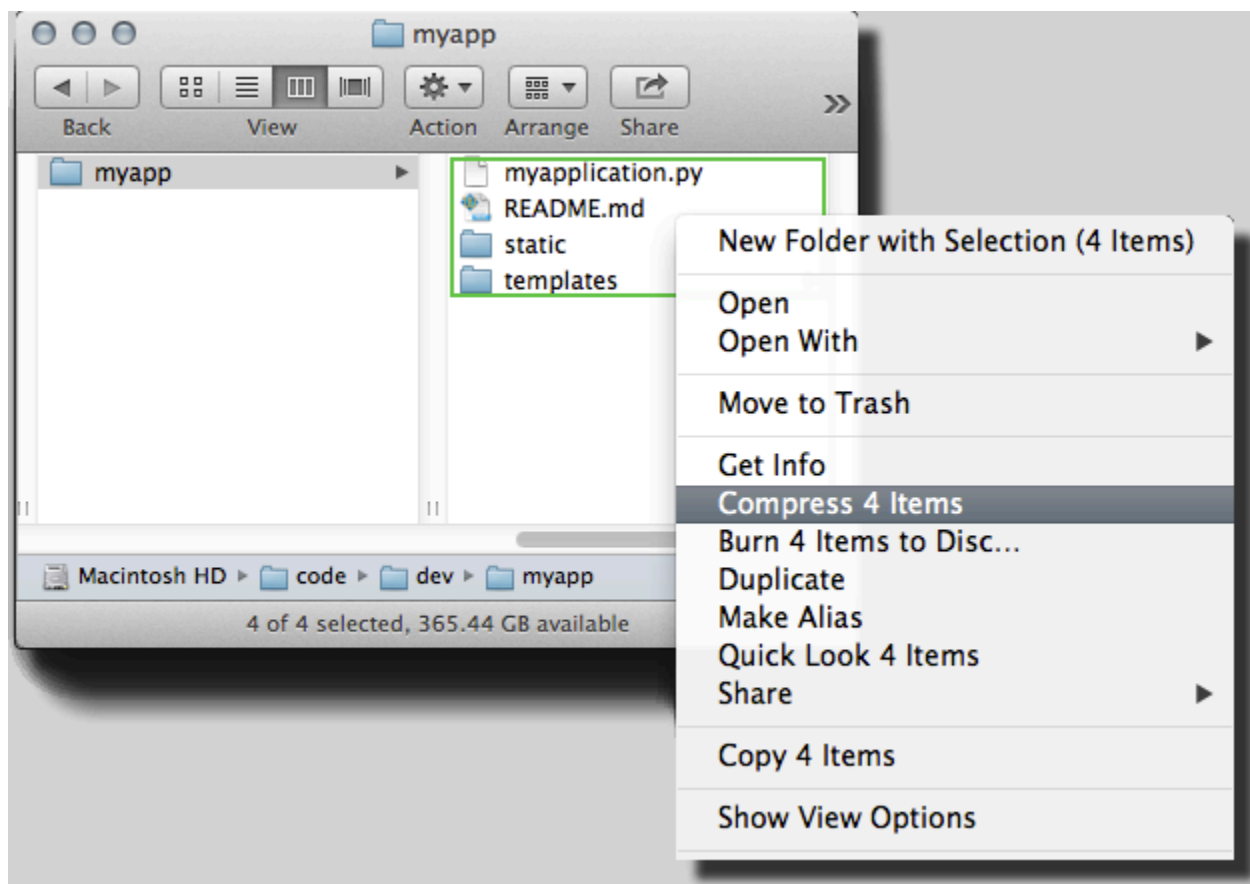 myapp
Back View Action Arrange Share
myapp
myapplication.py
README.md
static
templates
Macintosh HD code dev myapp
4 of 4 selected, 365.44 GB available
New Folder with Selection (4 Items)
Open
Open With
Move to Trash
Get Info
Compress 4 Items
Burn 4 Items to Disc...
Duplicate
Make Alias
Quick Look 4 Items
Share
Copy 4 Items
Show View Options